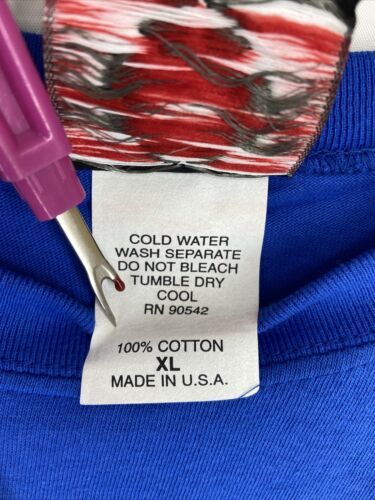 COLD WATER
WASH SEPARATE
DO NOT BLEACH
TUMBLE DRY
COOL
RN 90542
100% COTTON
XL
MADE IN U.S.A.